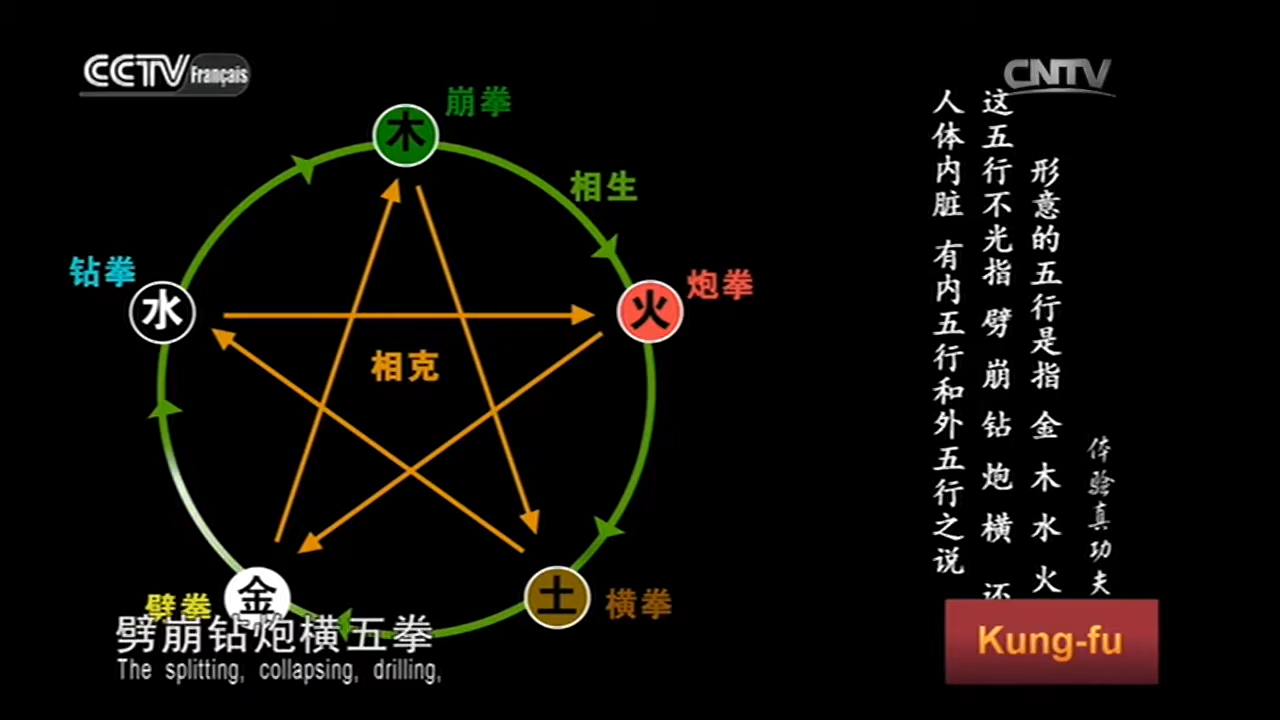 CCTV Français
CNTV
木
崩拳
相生
火
炮拳
钻拳
水
相克
金
劈拳
土
横拳
体验真功夫
形意的五行是指 金 木 水 火
这五行不光指 劈 崩 钻 炮 横 还
人体内脏 有内五行和外五行之说
劈崩钻炮横五拳
The splitting, collapsing, drilling,
Kung-fu